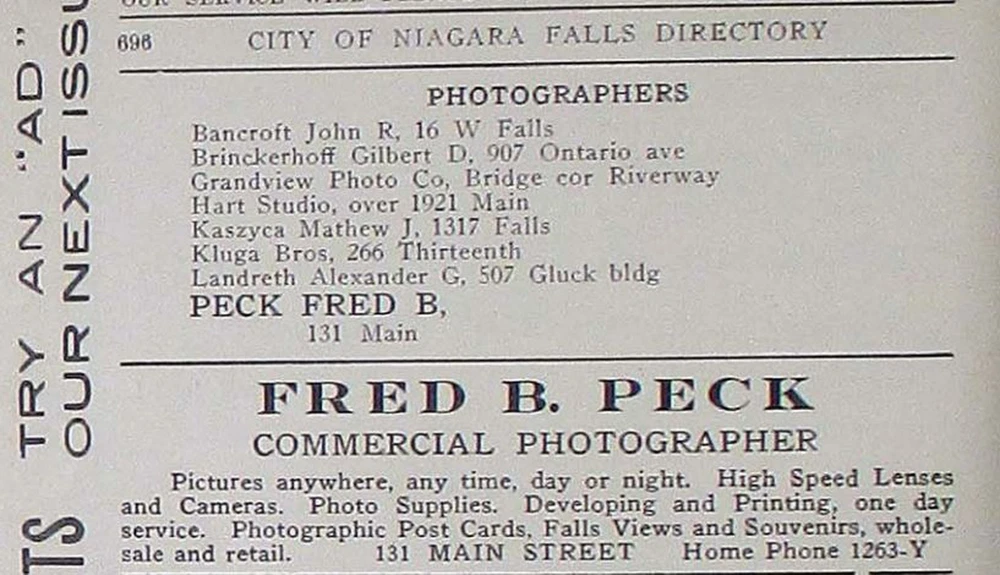 696 CITY OF NIAGARA FALLS DIRECTORY
PHOTOGRAPHERS
Bancroft John R, 16 W Falls
Brinckerhoff Gilbert D, 907 Ontario ave
Grandview Photo Co, Bridge cor Riverway
Hart Studio, over 1921 Main
Kaszyca Mathew J, 1317 Falls
Kluga Bros, 266 Thirteenth
Landreth Alexander G, 507 Gluck bldg
PECK FRED B,
131 Main
FRED B. PECK
COMMERCIAL PHOTOGRAPHER
Pictures anywhere, any time, day or night. High Speed Lenses
and Cameras. Photo Supplies. Developing and Printing, one day
service. Photographic Post Cards, Falls Views and Souvenirs, whole-
sale and retail. 131 MAIN STREET Home Phone 1263-Y
TRY AN "AD"
OUR NEXT